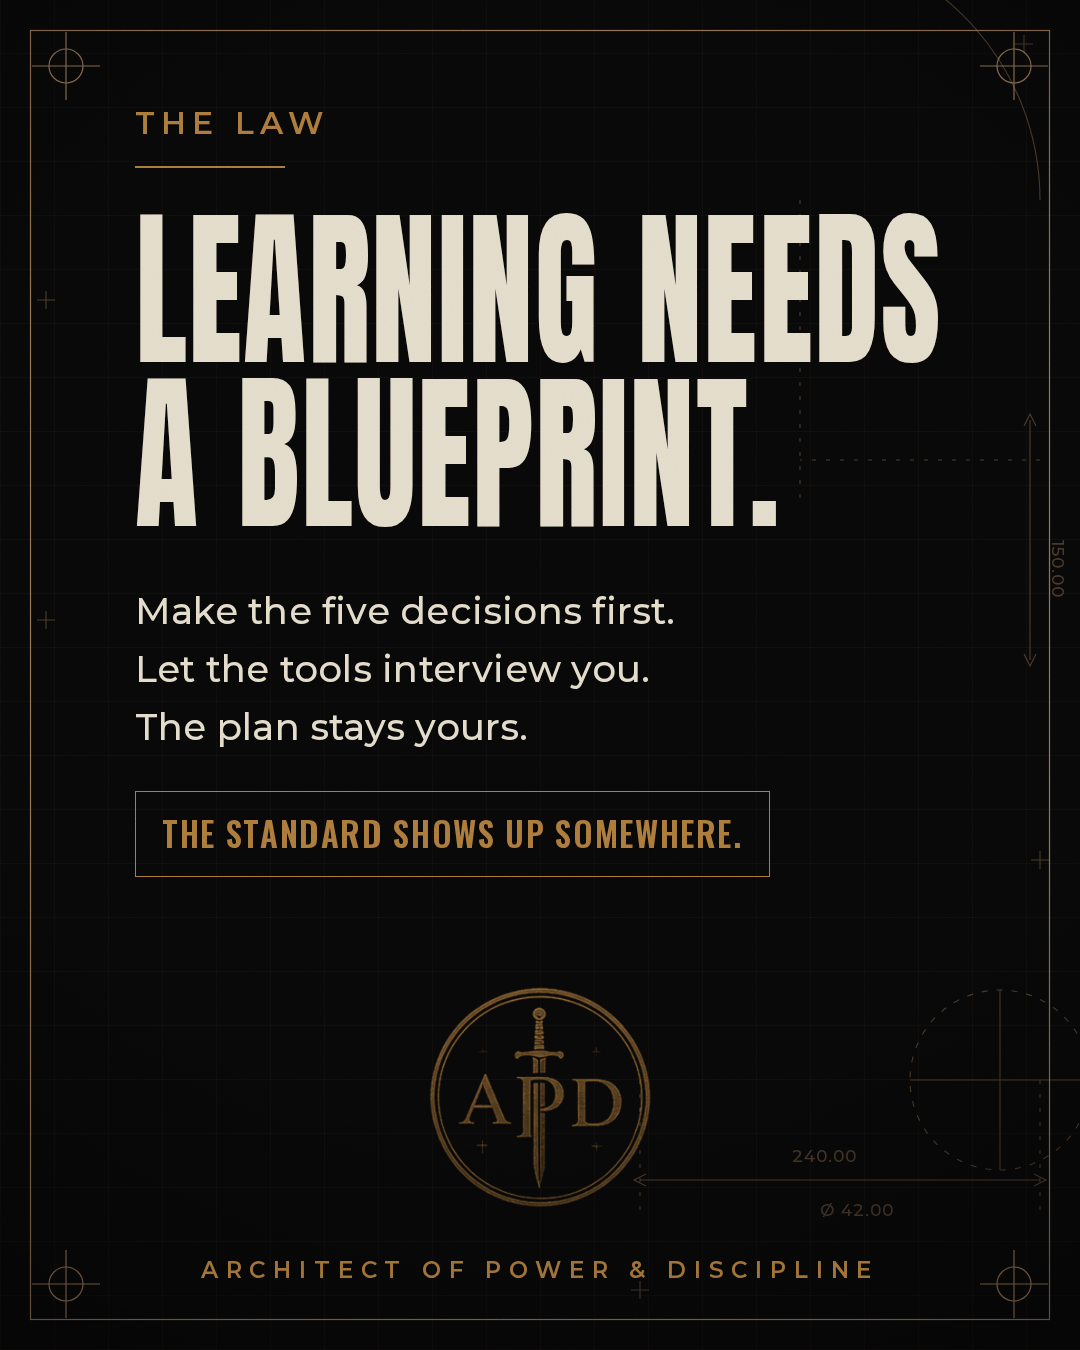 THE LAW
LEARNING NEEDS
A BLUEPRINT.
Make the five decisions first.
Let the tools interview you.
The plan stays yours.
THE STANDARD SHOWS UP SOMEWHERE.
150.00
APD
240.00
Ø 42.00
ARCHITECT OF POWER & DISCIPLINE